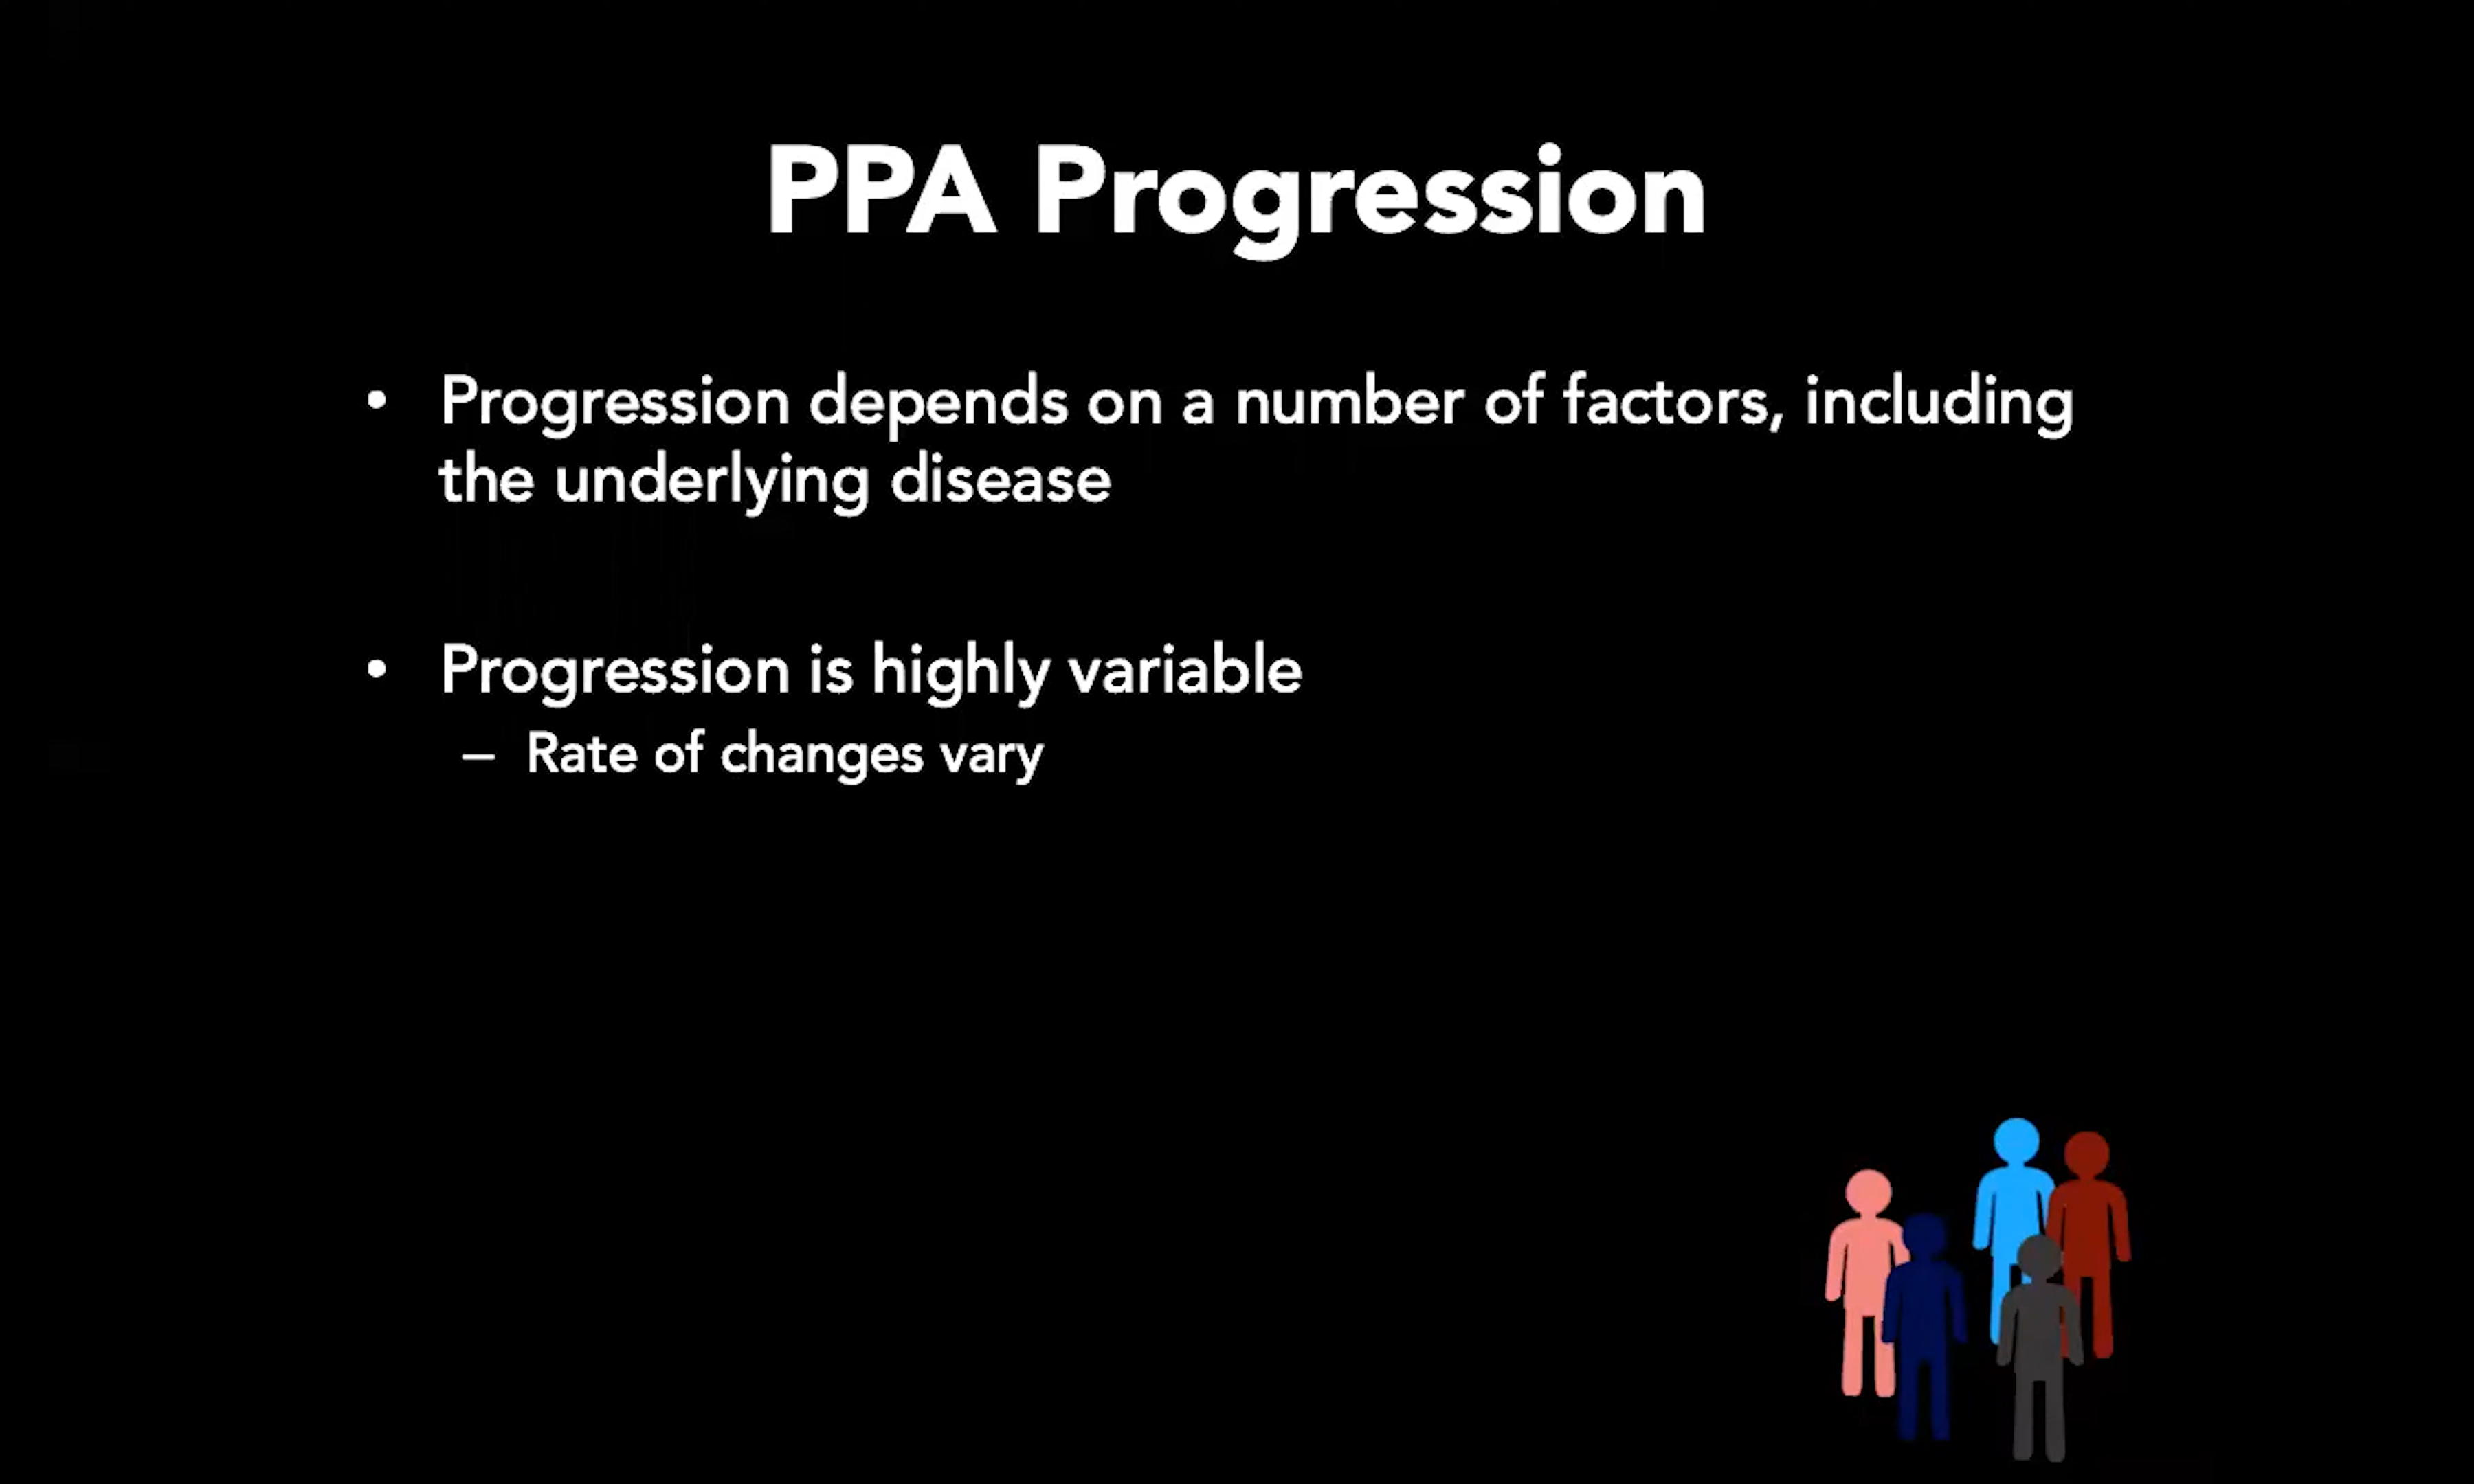 PPA Progression
• Progression depends on a number of factors, including
the underlying disease
• Progression is highly variable
– Rate of changes vary